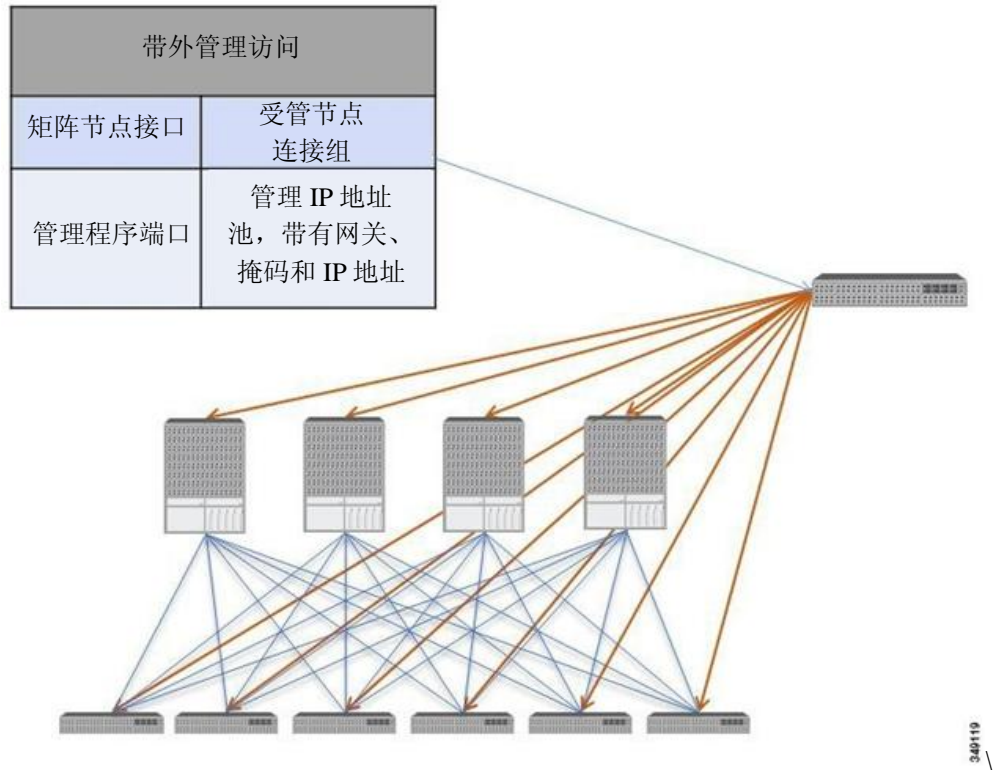 带外管理访问
矩阵节点接口
受管节点
连接组
管理程序端口
管理 IP 地址
池，带有网关、
掩码和 IP 地址
349119